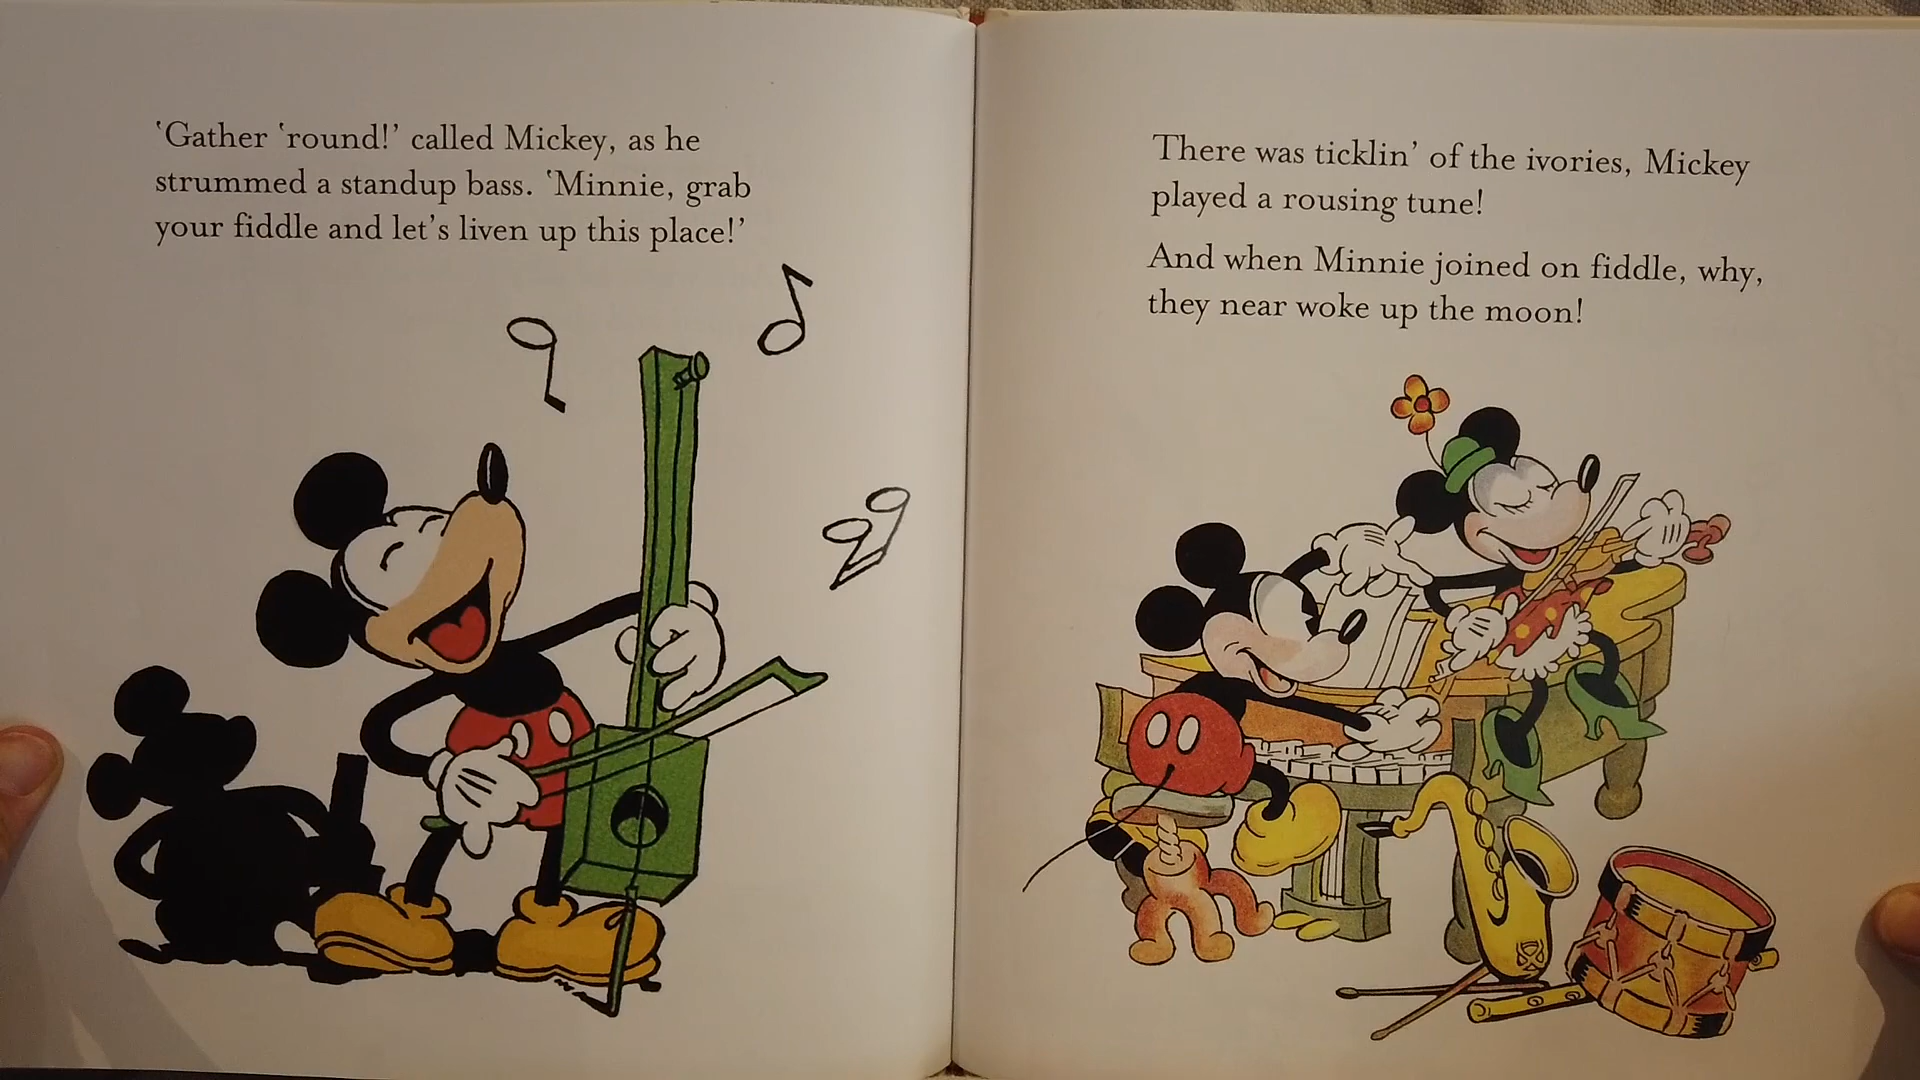 ‛Gather ‛round!’ called Mickey, as he
strummed a standup bass. ‛Minnie, grab
your fiddle and let’s liven up this place!’
There was ticklin’ of the ivories, Mickey
played a rousing tune!
And when Minnie joined on fiddle, why,
they near woke up the moon!